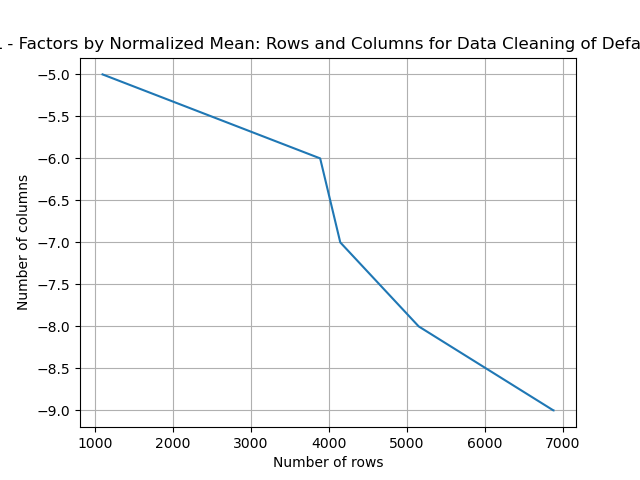 - Factors by Normalized Mean: Rows and Columns for Data Cleaning of
−5.0
−5.5
−6.0
−6.5
−7.0
−7.5
−8.0
−8.5
−9.0
Number of columns
1000 2000 3000 4000 5000 6000 7000
Number of rows